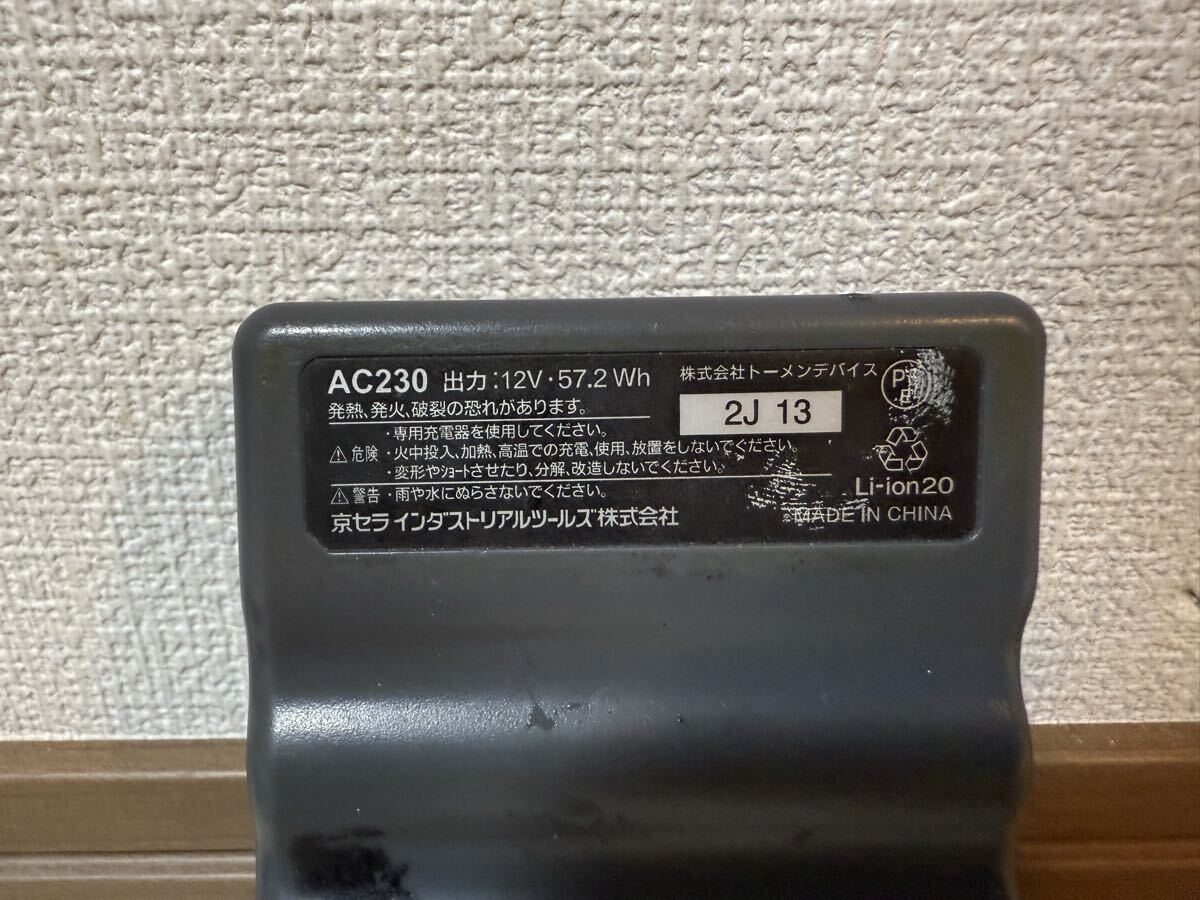 AC230 出力:12V・57.2Wh
発熱、発火、破裂の恐れがあります。
株式会社トーメンデバイス
2J 13
危険
・専用充電器を使用してください。
・火中投入、加熱、高温での充電、使用、放置をしないでください。
・変形やショートさせたり、分解、改造しないでください。
警告・雨や水にぬらさないでください。
京セラインダストリアルツールズ株式会社
Li-ion20
MADE IN CHINA